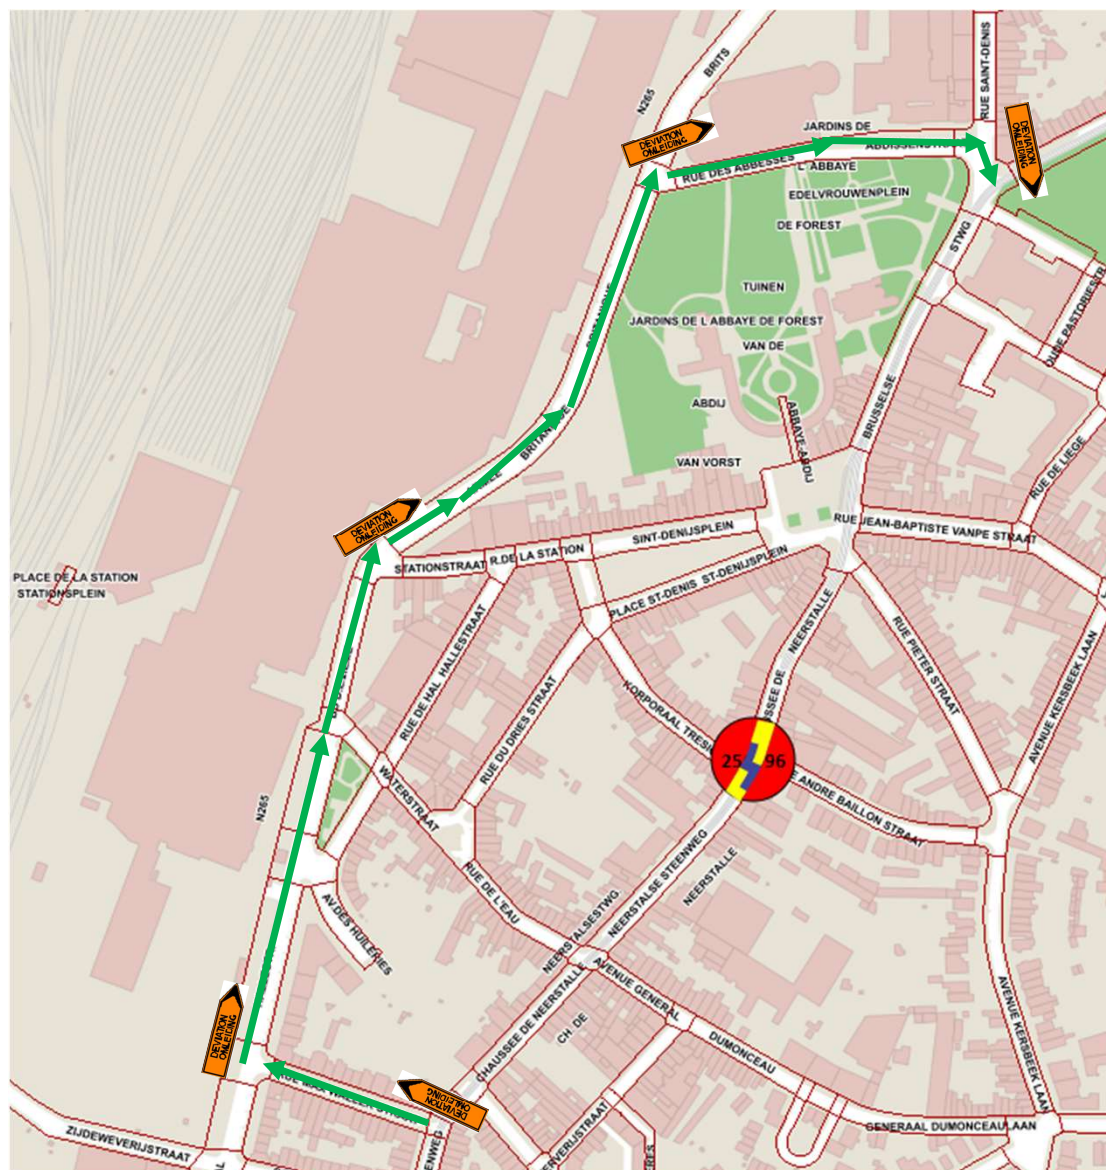 BRITS
N265
RUE SAINT-DENIS
DEVIATION
OMLEIDING
DEVIATION
OMLEIDING
JARDINS DE
RUE DES ABBESSES
L'ABBAYE
EDELVROUWENPLEIN
DE FOREST
STWG
TUINEN
JARDINS DE L ABBAYE DE FOREST
VAN DE
OUDE PASTORIESTR
ABDIJ
ABBAYE-ABDIJ
BRUSSELSE
VAN VORST
RUE DE LIEGE
DEVIATION
OMLEIDING
SINT-DENIJSPLEIN
RUE JEAN-BAPTISTE VANPE STRAAT
STATIONSTRAAT R.DE LA STATION
PLACE ST-DENIS ST-DENIJSPLEIN
PLACE DE LA STATION
STATIONSPLEIN
NEERSTALLE
RUE PIETER STRAAT
RUE DE HAL HALLESTRAAT
AVENUE KERSBEEK LAAN
KORPORAAL TRESI
RUE DU DRIES STRAAT
SSEE DE
25 96
E ANDRE BAILLON STRAAT
WATERSTRAAT
N265
NEERSTALSE STEENWEG
NEERSTALLE
RUE DE L'EAU
NEERSTALSESTWG
AV.DES HUILERIES
AVENUE GENERAL
DUMONCEAU
CHAUSSEE DE NEERSTALLE
CH. DE
AVENUE KERSBEEK LAAN
DEVIATION
OMLEIDING
DEVIATION
OMLEIDING
GENERAAL DUMONCEAULAAN
ZIJDEWEVERIJSTRAAT
ERVERIJSTRAAT
ENWEG